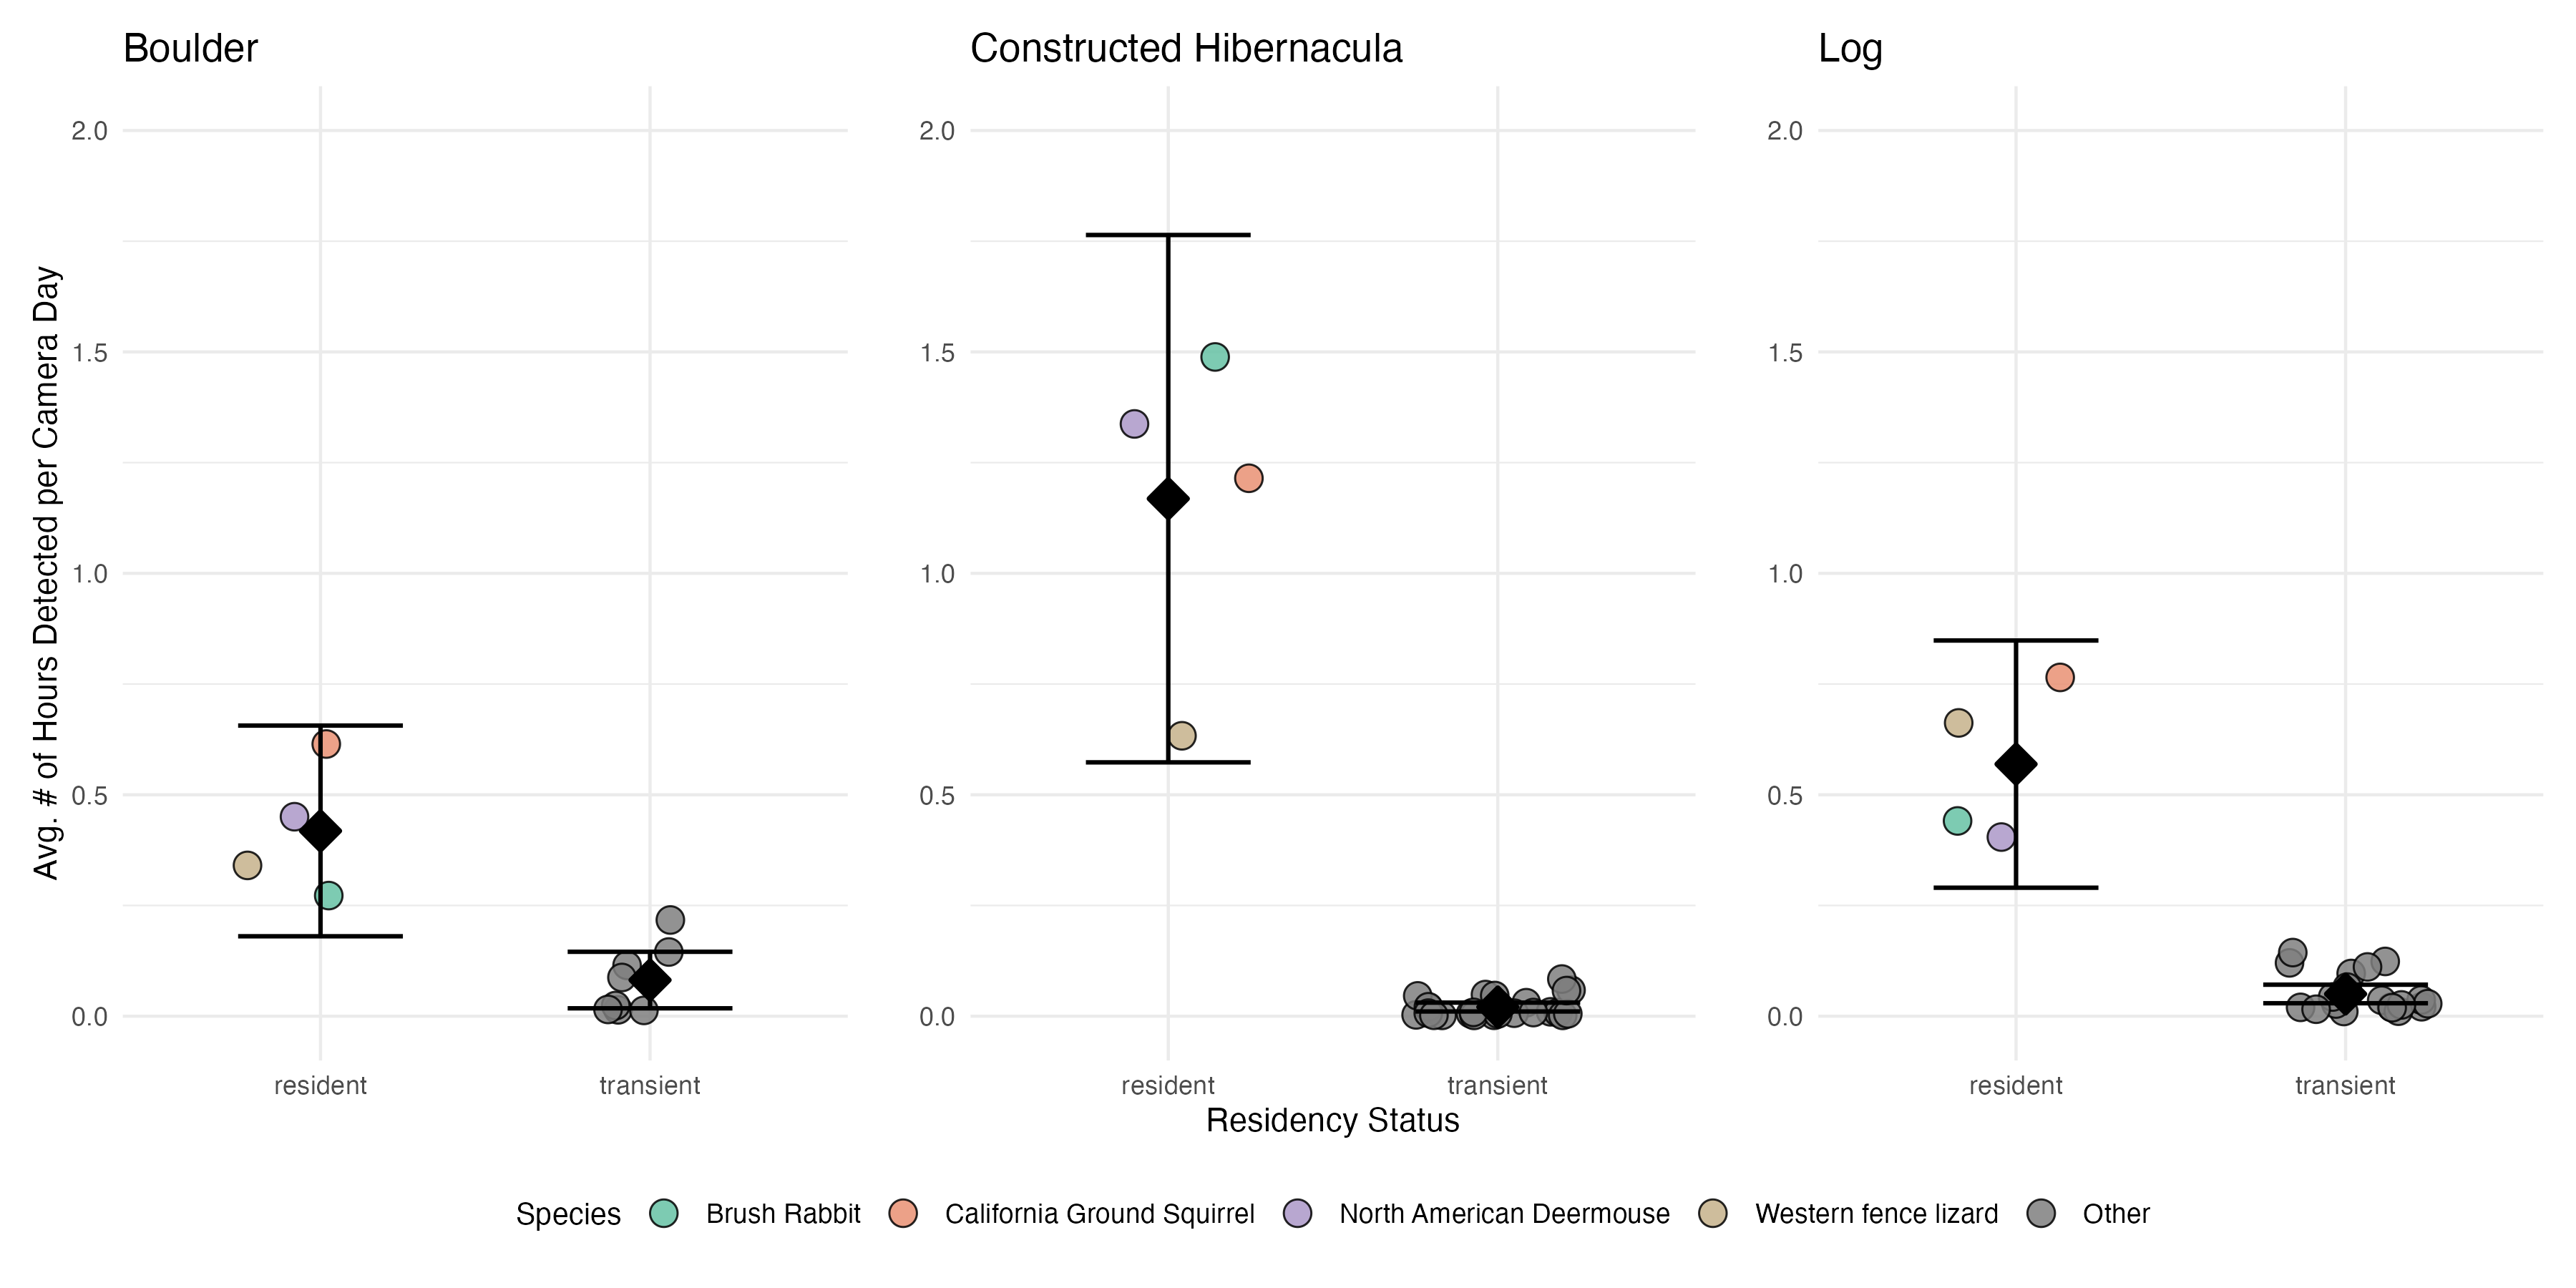 Boulder
Constructed Hibernacula
Log
Avg. # of Hours Detected per Camera Day
2.0
1.5
1.0
0.5
0.0
2.0
1.5
1.0
0.5
0.0
2.0
1.5
1.0
0.5
0.0
resident
transient
resident
transient
resident
transient
Residency Status
Species
Brush Rabbit
California Ground Squirrel
North American Deermouse
Western fence lizard
Other